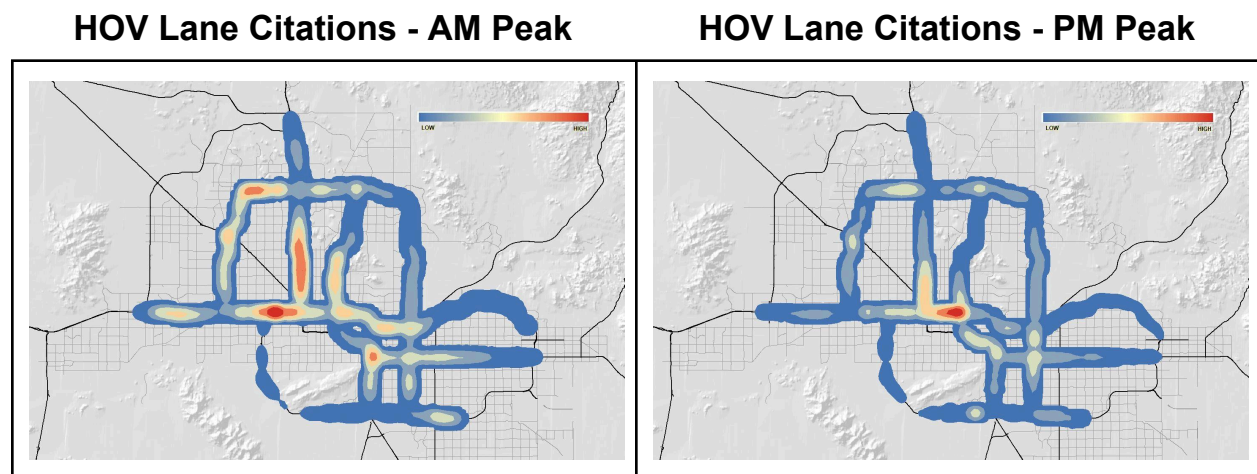 HOV Lane Citations - AM Peak
HOV Lane Citations - PM Peak
LOW HIGH
LOW HIGH